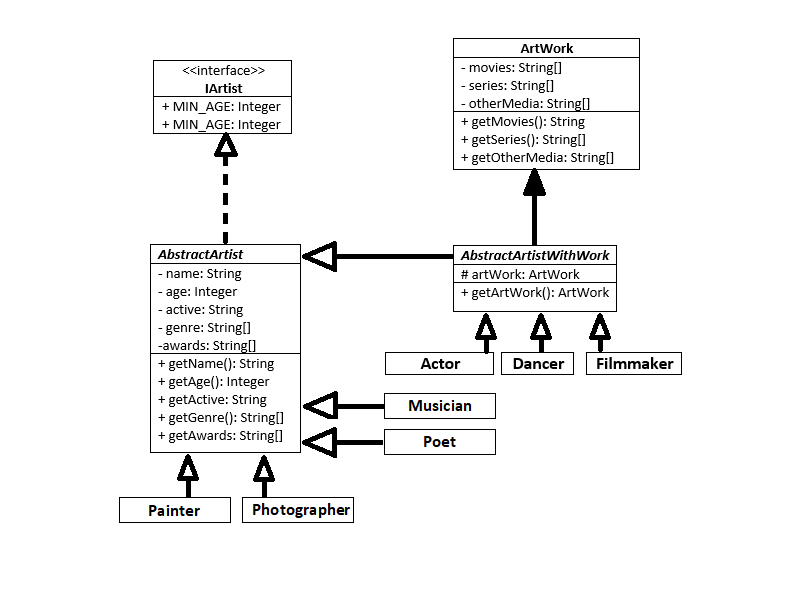 <<interface>>
IArtist
+ MIN_AGE: Integer
+ MIN_AGE: Integer
ArtWork
- movies: String[]
- series: String[]
- otherMedia: String[]
+ getMovies(): String
+ getSeries(): String[]
+ getOtherMedia: String[]
AbstractArtist
- name: String
- age: Integer
- active: String
- genre: String[]
-awards: String[]
+ getName(): String
+ getAge(): Integer
+ getActive: String
+ getGenre(): String[]
+ getAwards: String[]
AbstractArtistWithWork
# artWork: ArtWork
+ getArtWork(): ArtWork
Actor
Dancer
Filmmaker
Musician
Poet
Painter
Photographer